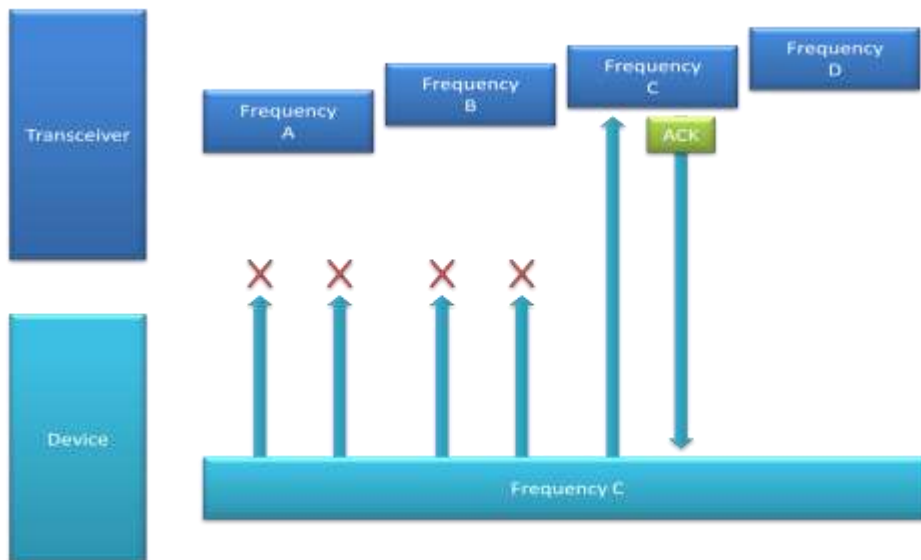 Transceiver
Frequency
A
Frequency
B
Frequency
C
Frequency
D
ACK
Device
Frequency C